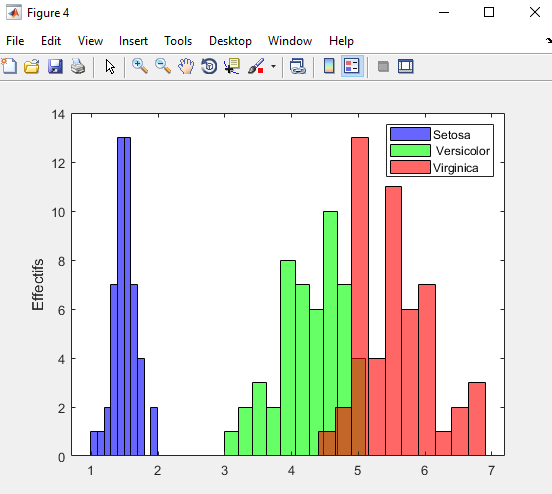 Figure 4
File Edit View Insert Tools Desktop Window Help
14
12
10
8
6
4
2
0
Effectifs
Setosa
Versicolor
Virginica
1 2 3 4 5 6 7